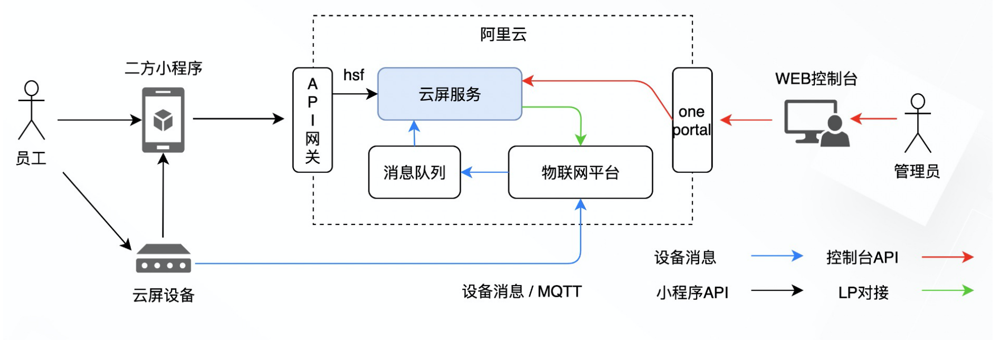 阿里云
二方小程序
hsf
API网关
云屏服务
WEB控制台
one
portal
员工
消息队列
物联网平台
管理员
设备消息
控制台API
云屏设备
设备消息 / MQTT
小程序API
LP对接